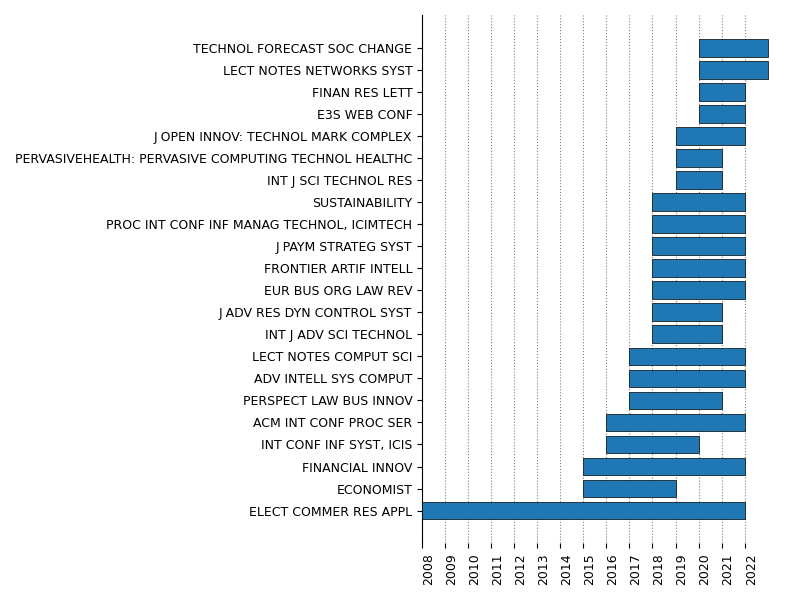 TECHNOL FORECAST SOC CHANGE
LECT NOTES NETWORKS SYST
FINAN RES LETT
E3S WEB CONF
J OPEN INNOV: TECHNOL MARK COMPLEX
PERVASIVEHEALTH: PERVASIVE COMPUTING TECHNOL HEALTHC
INT J SCI TECHNOL RES
SUSTAINABILITY
PROC INT CONF INF MANAG TECHNOL, ICIMTECH
J PAYM STRATEG SYST
FRONTIER ARTIF INTELL
EUR BUS ORG LAW REV
J ADV RES DYN CONTROL SYST
INT J ADV SCI TECHNOL
LECT NOTES COMPUT SCI
ADV INTELL SYS COMPUT
PERSPECT LAW BUS INNOV
ACM INT CONF PROC SER
INT CONF INF SYST, ICIS
FINANCIAL INNOV
ECONOMIST
ELECT COMMER RES APPL
2008
2009
2010
2011
2012
2013
2014
2015
2016
2017
2018
2019
2020
2021
2022